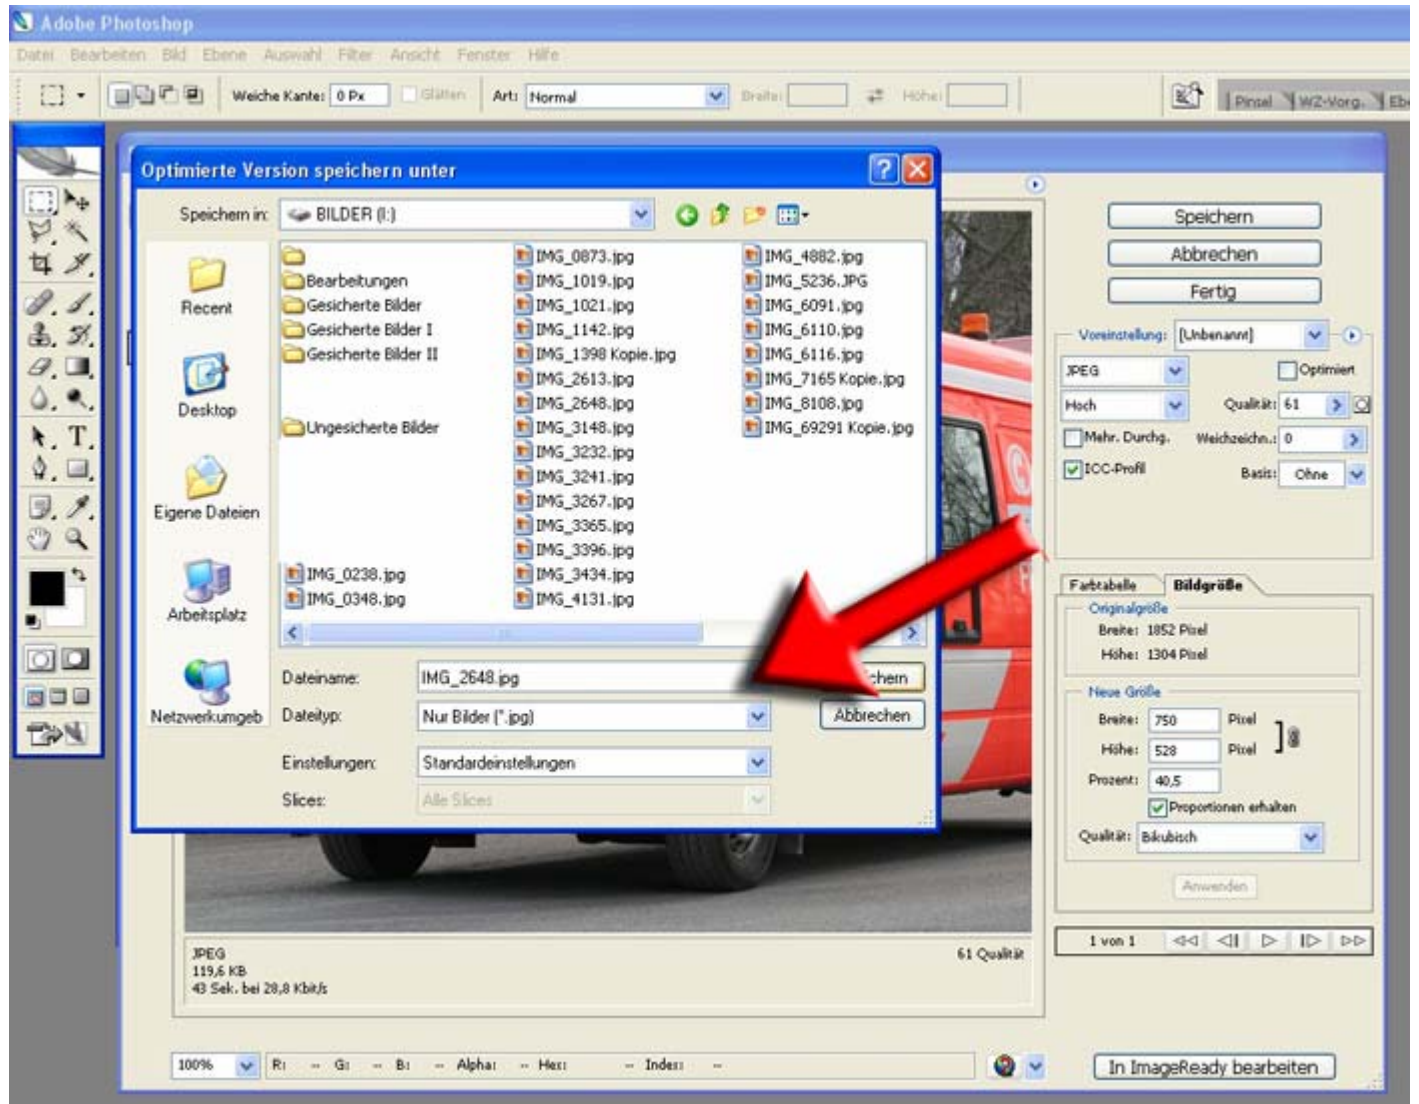 Adobe Photoshop
Datei Bearbeiten Bild Ebene Auswahl Filter Ansicht Fenster Hilfe
Weiche Kante: 0 Px Glätten Art: Normal Breite: Höhe: Pinsel WZ-Vorg. Ebe
Optimierte Version speichern unter
Speichern in: BILDER (I:)
Recent
Desktop
Eigene Dateien
Arbeitsplatz
Netzwerkumgeb
Bearbeitungen
Gesicherte Bilder
Gesicherte Bilder I
Gesicherte Bilder II
Ungesicherte Bilder
IMG_0238.jpg
IMG_0348.jpg
IMG_0873.jpg
IMG_1019.jpg
IMG_1021.jpg
IMG_1142.jpg
IMG_1398 Kopie.jpg
IMG_2613.jpg
IMG_2648.jpg
IMG_3148.jpg
IMG_3232.jpg
IMG_3241.jpg
IMG_3267.jpg
IMG_3365.jpg
IMG_3396.jpg
IMG_3434.jpg
IMG_4131.jpg
IMG_4882.jpg
IMG_5236.JPG
IMG_6091.jpg
IMG_6110.jpg
IMG_6116.jpg
IMG_7165 Kopie.jpg
IMG_8108.jpg
IMG_69291 Kopie.jpg
Dateiname: IMG_2648.jpg chern
Dateityp: Nur Bilder (*.jpg) Abbrechen
Einstellungen: Standardeinstellungen
Slices: Alle Slices
Speichern
Abbrechen
Fertig
Voreinstellung: [Unbenannt]
JPEG Optimiert
Hoch Qualität: 61
Mehr. Durchg. Weichzeichn.: 0
ICC-Profil Basis: Ohne
Farbtabelle Bildgröße
Originalgröße
Breite: 1852 Pixel
Höhe: 1304 Pixel
Neue Größe
Breite: 750 Pixel
Höhe: 528 Pixel
Prozent: 40,5
Proportionen erhalten
Qualität: Bikubisch
Anwenden
1 von 1
JPEG 61 Qualität
119,6 KB
43 Sek. bei 28,8 Kbit/s
100% R: -- G: -- B: -- Alpha: -- Hex: -- Index: --
In ImageReady bearbeiten